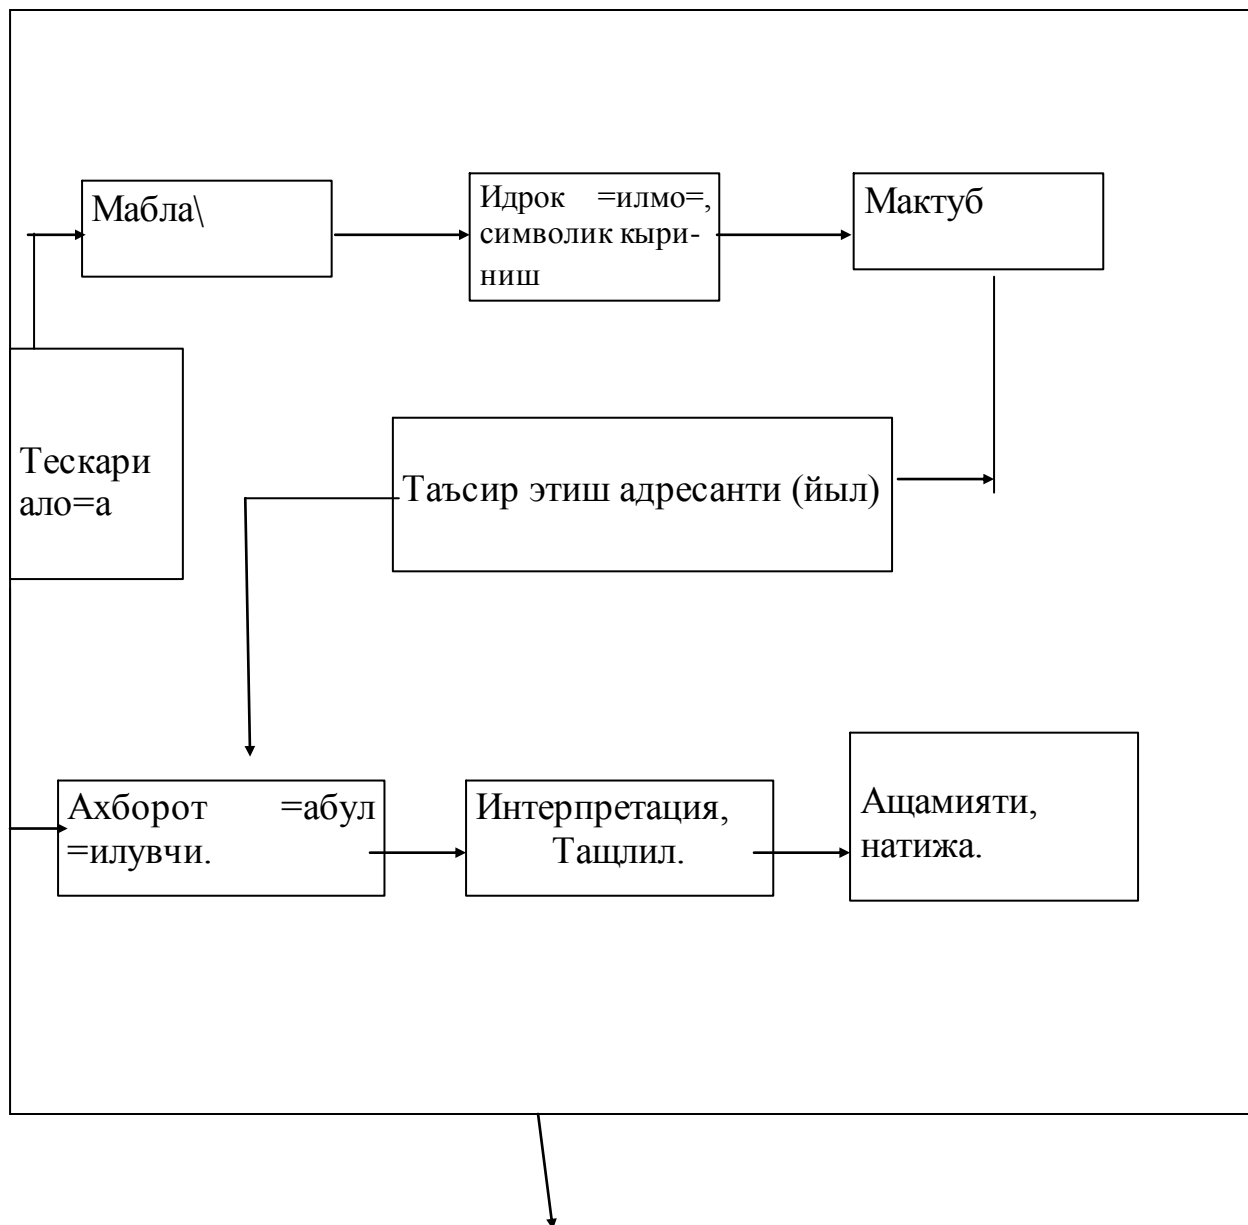 Мабла\
Идрок =илмо=,
символик кыри-
ниш
Мактуб
Тескари
ало=а
Таъсир этиш адресанти (йыл)
Ахборот =абул
=илувчи.
Интерпретация,
Тащлил.
Ащамияти,
натижа.